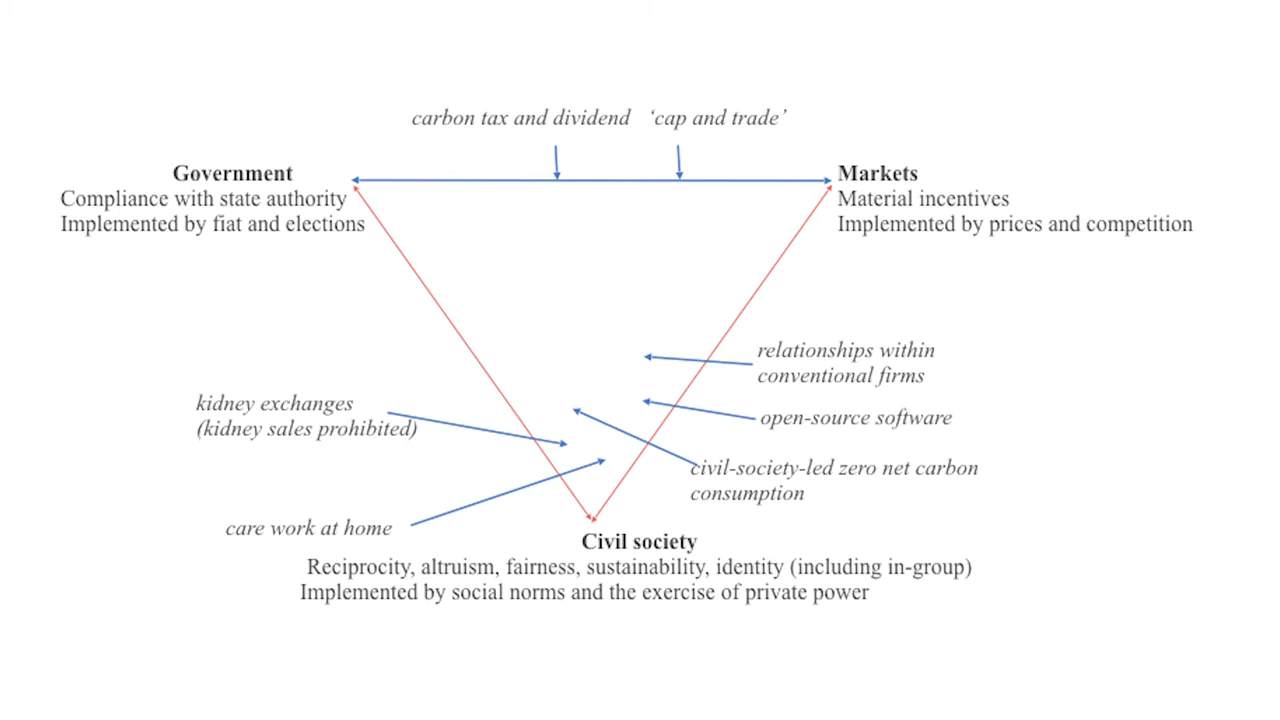 carbon tax and dividend ‘cap and trade’
Government
Compliance with state authority
Implemented by fiat and elections
Markets
Material incentives
Implemented by prices and competition
relationships within
conventional firms
kidney exchanges
(kidney sales prohibited)
open-source software
civil-society-led zero net carbon
consumption
care work at home
Civil society
Reciprocity, altruism, fairness, sustainability, identity (including in-group)
Implemented by social norms and the exercise of private power